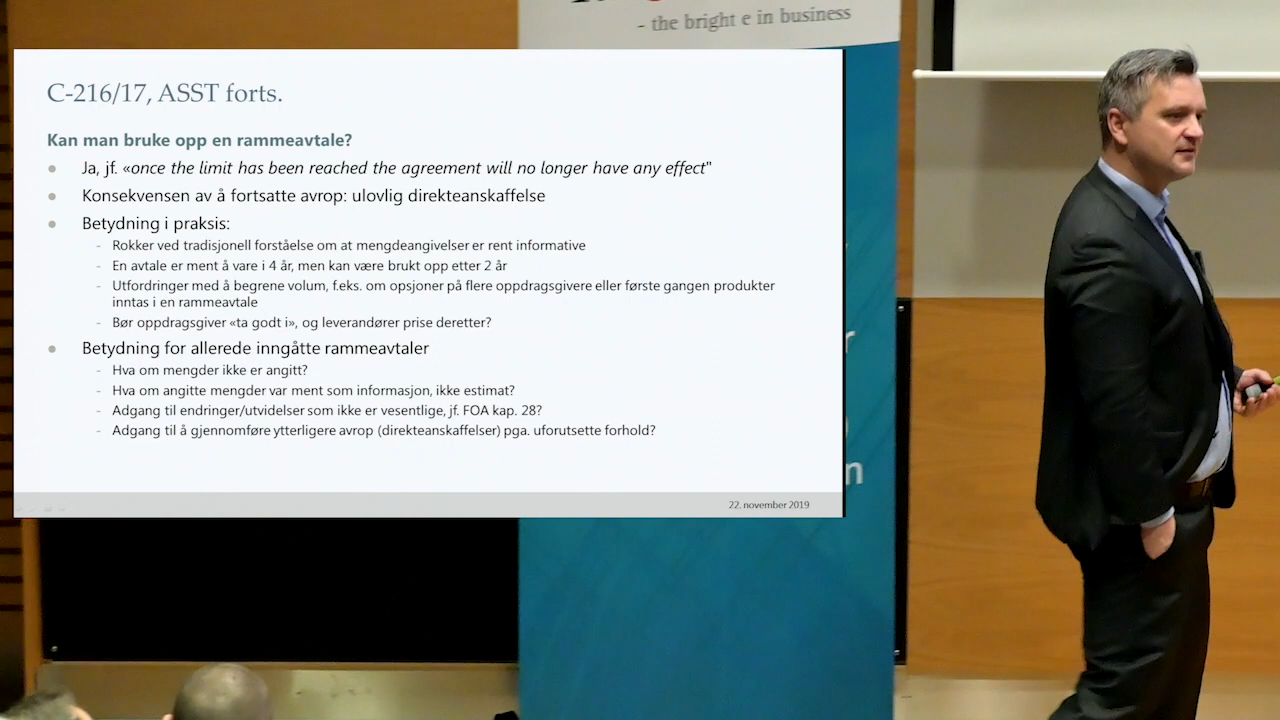 - the bright e in business
C-216/17, ASST forts.
Kan man bruke opp en rammeavtale?
● Ja, jf. «once the limit has been reached the agreement will no longer have any effect"
● Konsekvensen av å fortsatte avrop: ulovlig direkteanskaffelse
● Betydning i praksis:
- Rokker ved tradisjonell forståelse om at mengdeangivelser er rent informative
- En avtale er ment å vare i 4 år, men kan være brukt opp etter 2 år
- Utfordringer med å begrene volum, f.eks. om opsjoner på flere oppdragsgivere eller første gangen produkter
inntas i en rammeavtale
- Bør oppdragsgiver «ta godt i», og leverandører prise deretter?
● Betydning for allerede inngåtte rammeavtaler
- Hva om mengder ikke er angitt?
- Hva om angitte mengder var ment som informasjon, ikke estimat?
- Adgang til endringer/utvidelser som ikke er vesentlige, jf. FOA kap. 28?
- Adgang til å gjennomføre ytterligere avrop (direkteanskaffelser) pga. uforutsette forhold?
22. november 2019